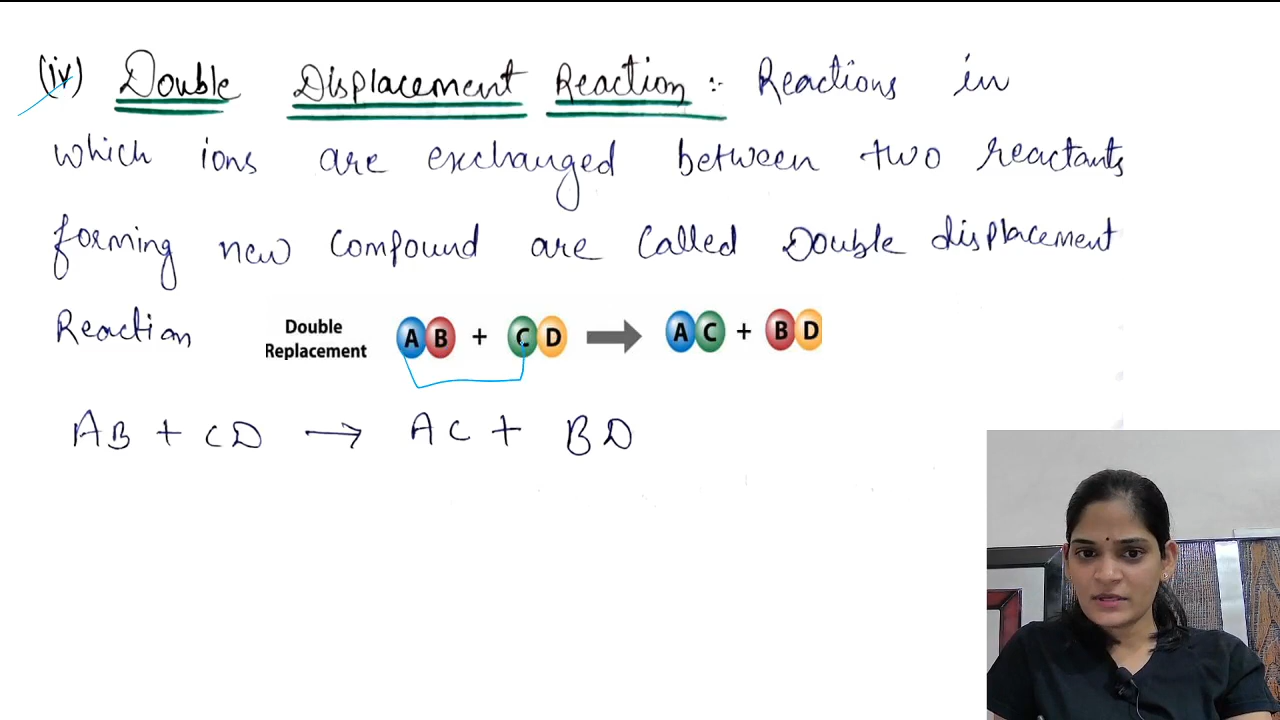 (iv) Double Displacement Reaction :- Reactions in
which ions are exchanged between two reactants
forming new compound are called Double displacement
Reaction
Double
Replacement
A B + C D A C + B D
AB + CD → AC + BD